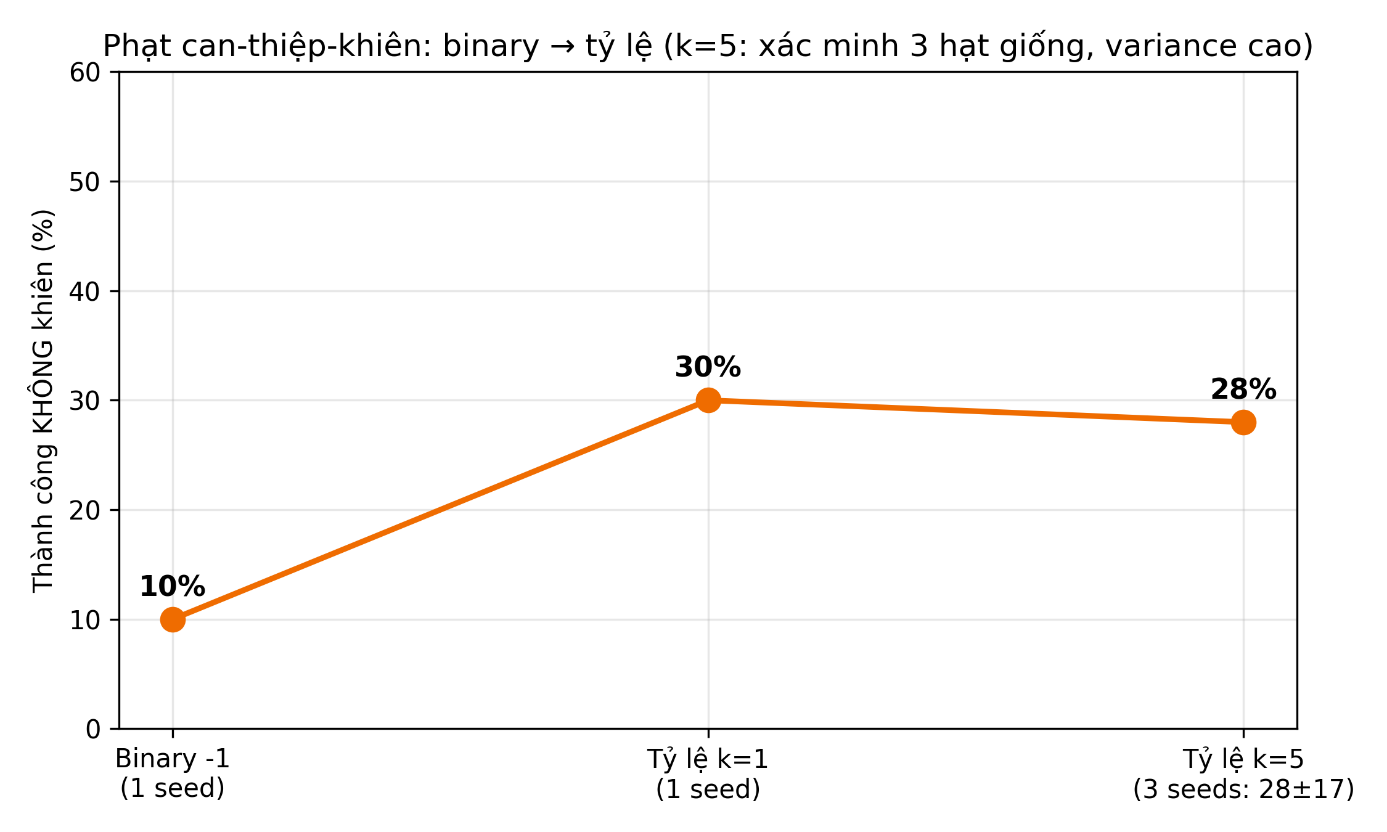 Phạt can-thiệp-khiên: binary → tỷ lệ (k=5: xác minh 3 hạt giống, variance cao)
60
50
40
30
20
10
0
Thành công KHÔNG khiên (%)
10%
30%
28%
Binary -1
(1 seed)
Tỷ lệ k=1
(1 seed)
Tỷ lệ k=5
(3 seeds: 28±17)